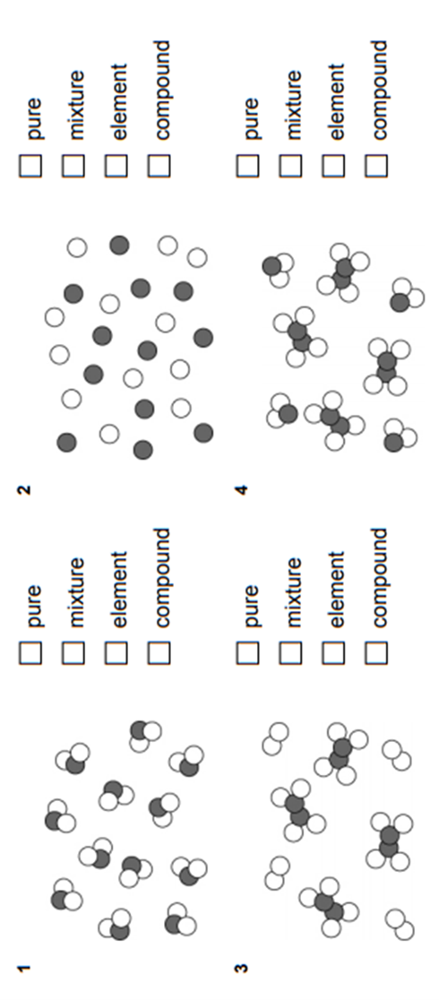 1
pure
mixture
element
compound
2
pure
mixture
element
compound
3
pure
mixture
element
compound
4
pure
mixture
element
compound